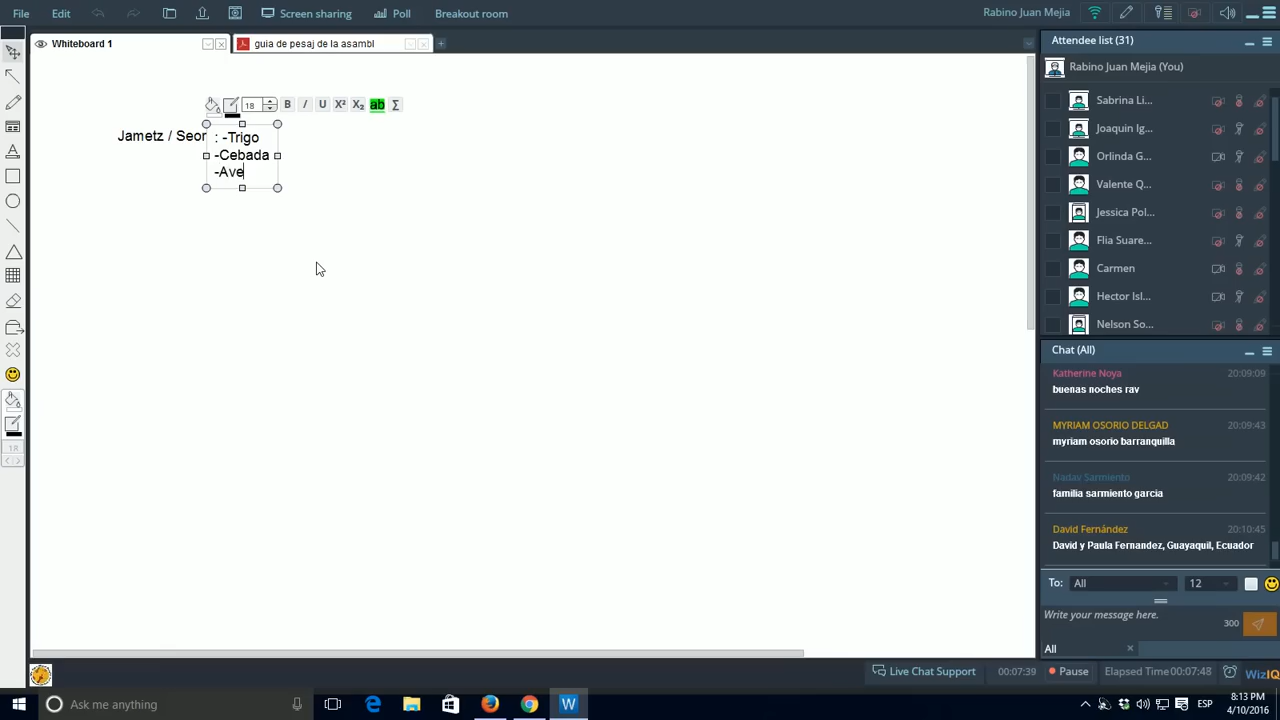 File
Edit
Screen sharing
Poll
Breakout room
Rabino Juan Mejia
Whiteboard 1
guia de pesaj de la asambl
Attendee list (31)
Rabino Juan Mejia (You)
Sabrina Li...
Joaquin Ig...
Orlinda G...
Valente Q...
Jessica Pol...
Flia Suare...
Carmen
Hector Isl...
Nelson So...
18
B
I
U
X²
X₂
ab
Σ
Jametz / Seor : -Trigo
-Cebada
-Ave
18
Chat (All)
Katherine Noya 20:09:09
buenas noches rav
MYRIAM OSORIO DELGAD 20:09:43
myriam osorio barranquilla
Nadav Sarmiento 20:09:42
familia sarmiento garcia
David Fernández 20:10:45
David y Paula Fernandez, Guayaquil, Ecuador
To: All 12
Write your message here.
300
All
Live Chat Support
00:07:39
Pause
Elapsed Time 00:07:48
WizIQ
Ask me anything
ESP
8:13 PM
4/10/2016